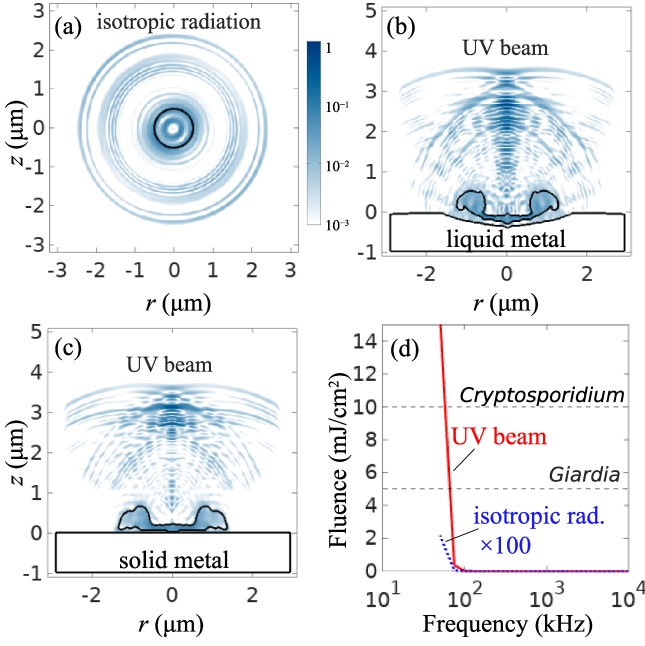 (a)
isotropic radiation
3
2
1
0
-1
-2
-3
z (μm)
-3 -2 -1 0 1 2 3
r (μm)
1
10⁻¹
10⁻²
10⁻³
(b)
UV beam
5
4
3
2
1
0
-1
z (μm)
liquid metal
-2 0 2
r (μm)
(c)
UV beam
5
4
3
2
1
0
-1
z (μm)
solid metal
-2 0 2
r (μm)
(d)
14
12
10
8
6
4
2
0
Fluence (mJ/cm²)
Cryptosporidium
UV beam
Giardia
isotropic rad.
×100
10¹ 10² 10³ 10⁴
Frequency (kHz)